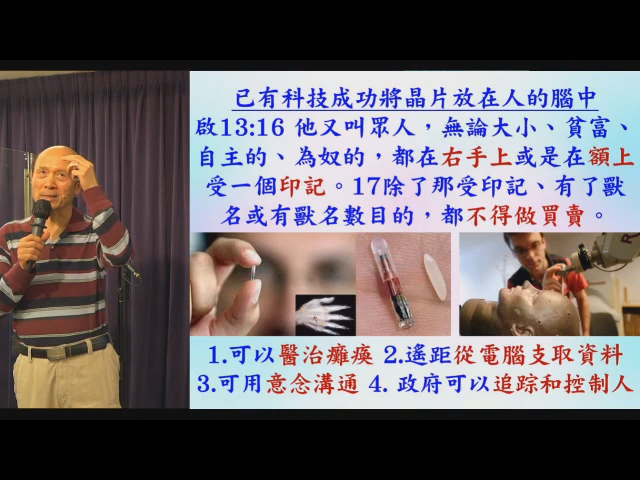 已有科技成功將晶片放在人的腦中
啟13:16 他又叫眾人，無論大小、貧富、
自主的、為奴的，都在右手上或是在額上
受一個印記。17除了那受印記、有了獸
名或有獸名數目的，都不得做買賣。
1.可以醫治癱瘓 2.遙距從電腦支取資料
3.可用意念溝通 4. 政府可以追踪和控制人